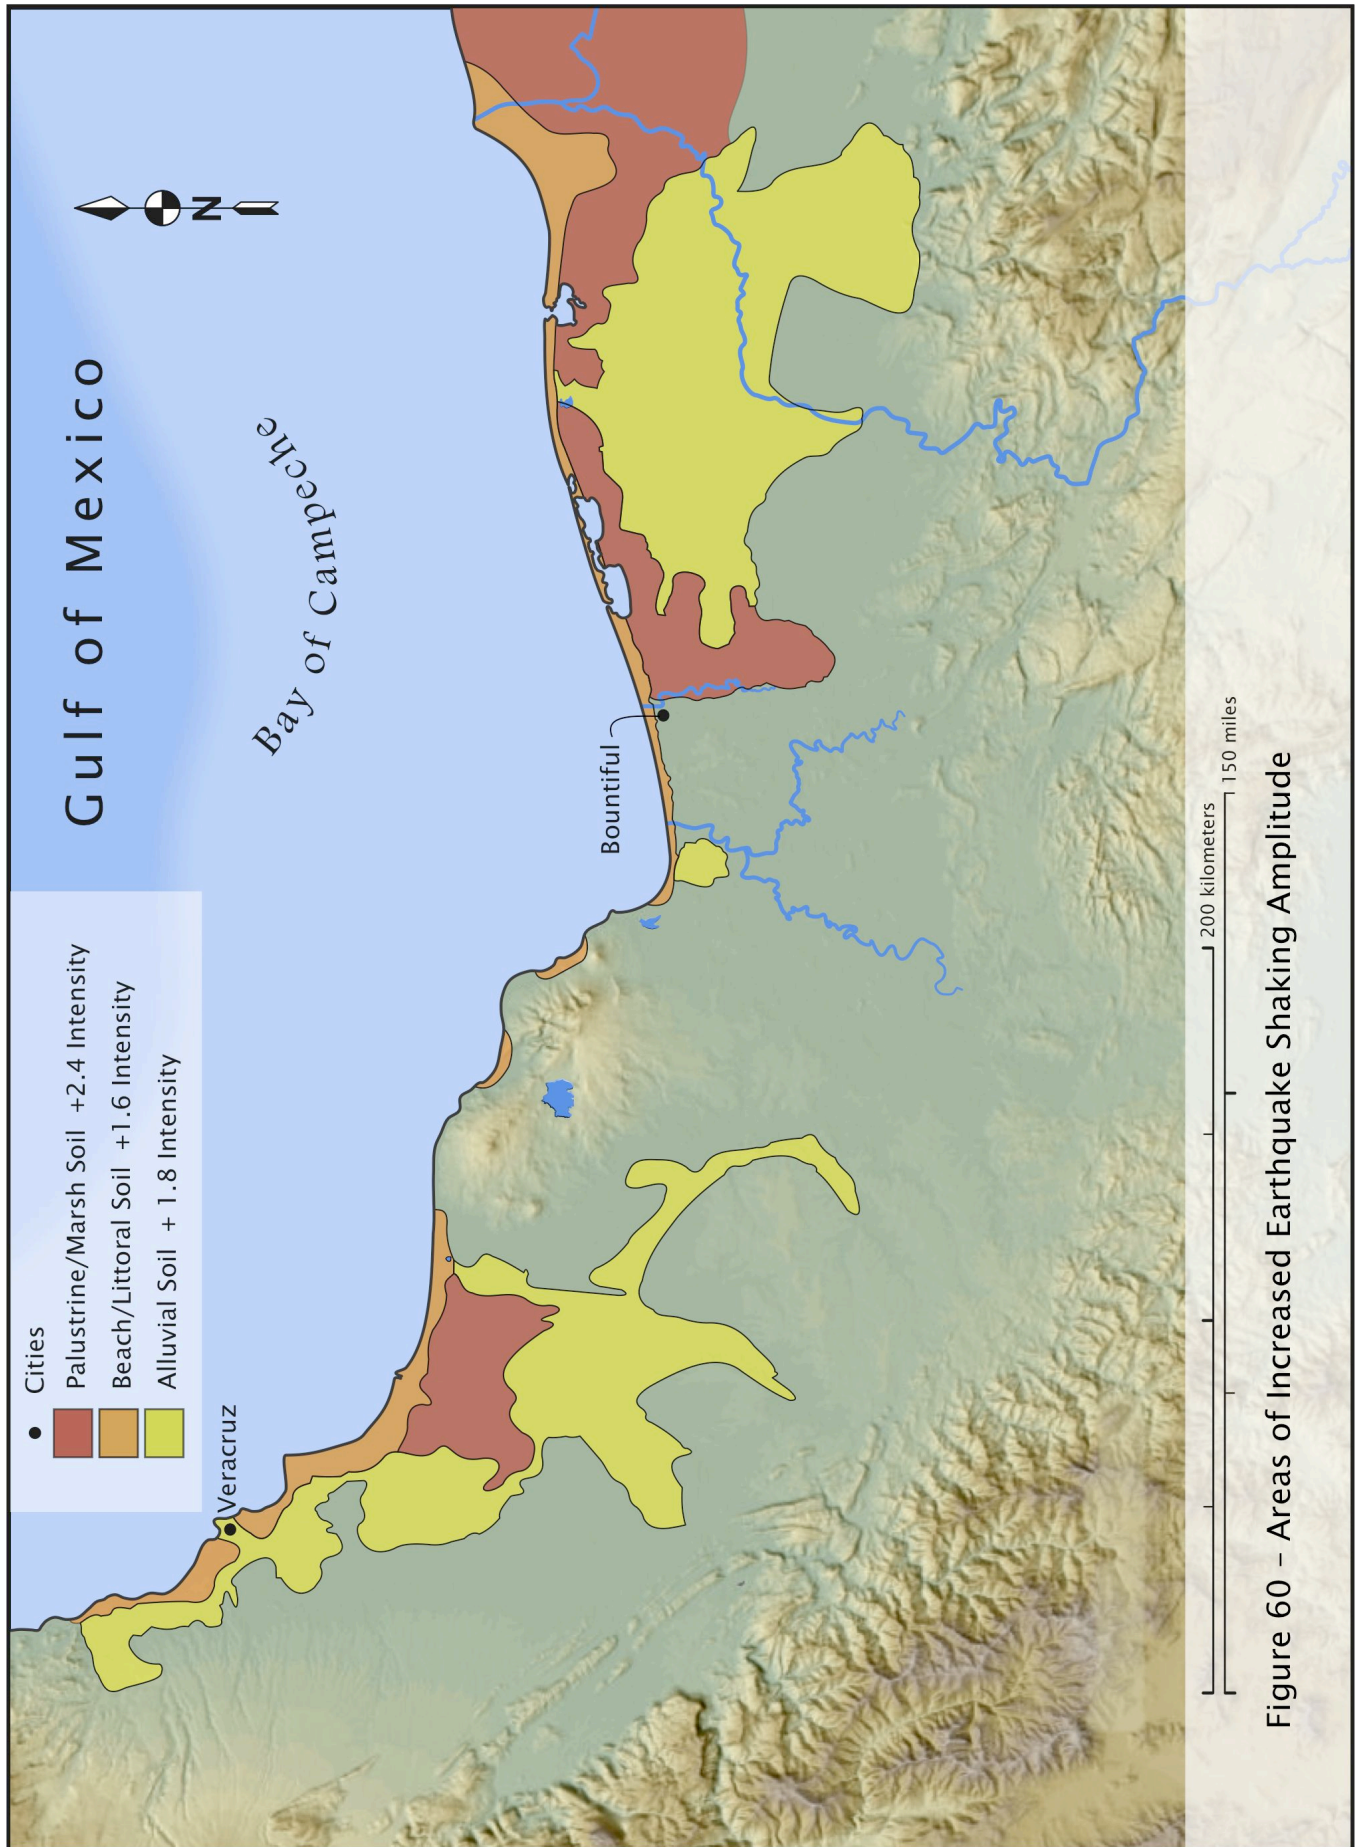 Gulf of Mexico
Bay of Campeche
N
Cities
Palustrine/Marsh Soil +2.4 Intensity
Beach/Littoral Soil +1.6 Intensity
Alluvial Soil + 1.8 Intensity
Veracruz
Bountiful
200 kilometers
150 miles
Figure 60 – Areas of Increased Earthquake Shaking Amplitude